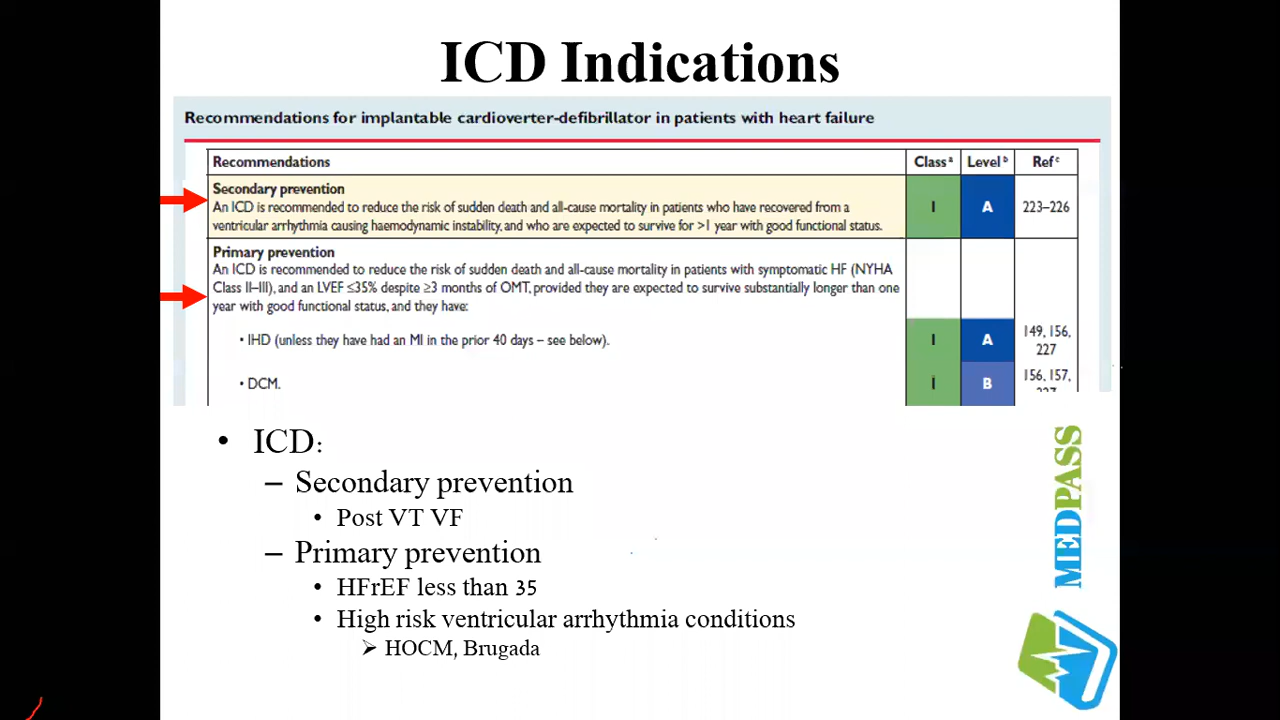 ICD Indications
Recommendations for implantable cardioverter-defibrillator in patients with heart failure
Recommendations Class a Level b Ref c
Secondary prevention
An ICD is recommended to reduce the risk of sudden death and all-cause mortality in patients who have recovered from a
ventricular arrhythmia causing haemodynamic instability, and who are expected to survive for >1 year with good functional status.
I A 223–226
Primary prevention
An ICD is recommended to reduce the risk of sudden death and all-cause mortality in patients with symptomatic HF (NYHA
Class II–III), and an LVEF ≤35% despite ≥3 months of OMT, provided they are expected to survive substantially longer than one
year with good functional status, and they have:
• IHD (unless they have had an MI in the prior 40 days – see below).
I A 149, 156,
227
• DCM.
I B 156, 157,
• ICD:
– Secondary prevention
• Post VT VF
– Primary prevention
• HFrEF less than 35
• High risk ventricular arrhythmia conditions
➢ HOCM, Brugada
MEDPASS